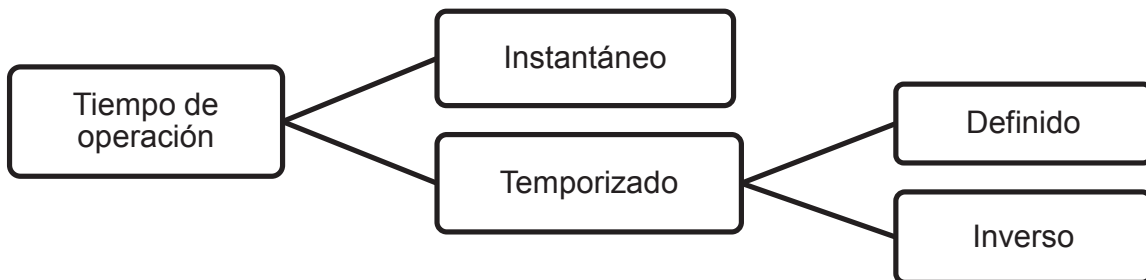 Tiempo de
operación
Instantáneo
Temporizado
Definido
Inverso